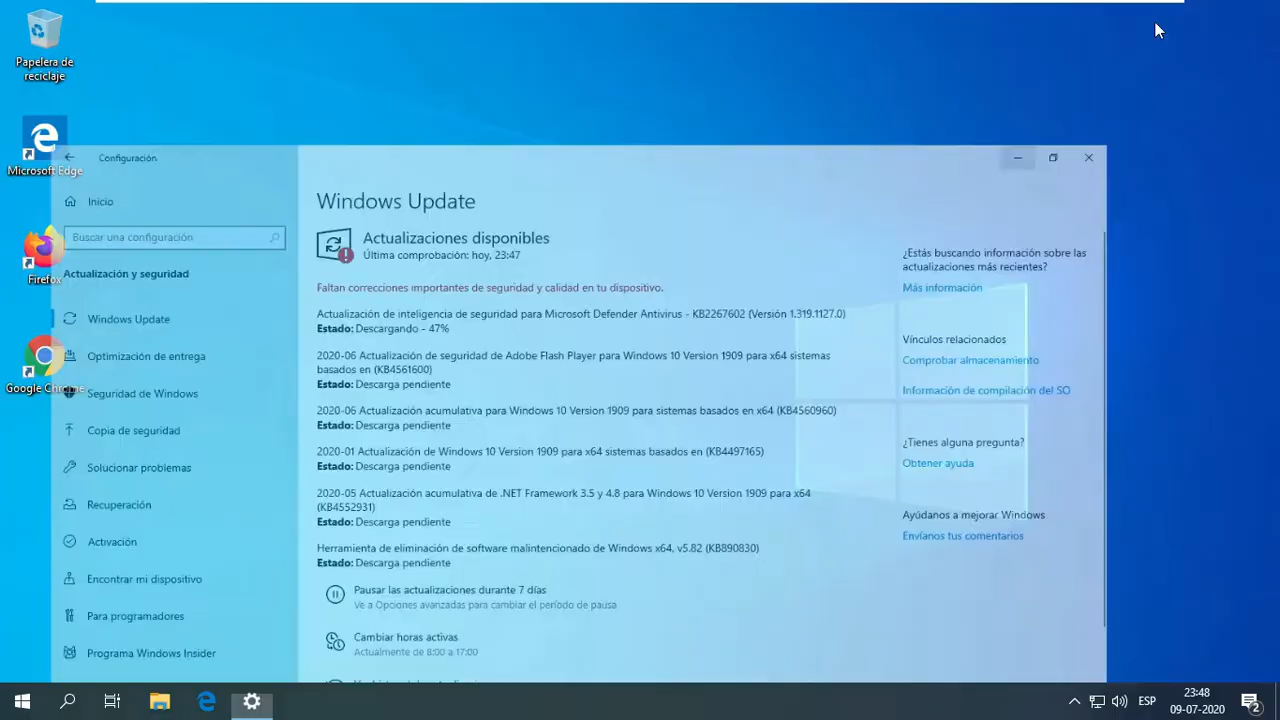 Papelera de
reciclaje
Microsoft Edge
Firefox
Google Chrome
Configuración
Inicio
Buscar una configuración
Actualización y seguridad
Windows Update
Optimización de entrega
Seguridad de Windows
Copia de seguridad
Solucionar problemas
Recuperación
Activación
Encontrar mi dispositivo
Para programadores
Programa Windows Insider
Windows Update
Actualizaciones disponibles
Última comprobación: hoy, 23:47
Faltan correcciones importantes de seguridad y calidad en tu dispositivo.
Actualización de inteligencia de seguridad para Microsoft Defender Antivirus - KB2267602 (Versión 1.319.1127.0)
Estado: Descargando - 47%
2020-06 Actualización de seguridad de Adobe Flash Player para Windows 10 Version 1909 para x64 sistemas
basados en (KB4561600)
Estado: Descarga pendiente
2020-06 Actualización acumulativa para Windows 10 Version 1909 para sistemas basados en x64 (KB4560960)
Estado: Descarga pendiente
2020-01 Actualización de Windows 10 Version 1909 para x64 sistemas basados en (KB4497165)
Estado: Descarga pendiente
2020-05 Actualización acumulativa de .NET Framework 3.5 y 4.8 para Windows 10 Version 1909 para x64
(KB4552931)
Estado: Descarga pendiente
Herramienta de eliminación de software malintencionado de Windows x64, v5.82 (KB890830)
Estado: Descarga pendiente
Pausar las actualizaciones durante 7 días
Ve a Opciones avanzadas para cambiar el período de pausa
Cambiar horas activas
Actualmente de 8:00 a 17:00
¿Estás buscando información sobre las
actualizaciones más recientes?
Más información
Vínculos relacionados
Comprobar almacenamiento
Información de compilación del SO
¿Tienes alguna pregunta?
Obtener ayuda
Ayúdanos a mejorar Windows
Envíanos tus comentarios
ESP
23:48
09-07-2020
2